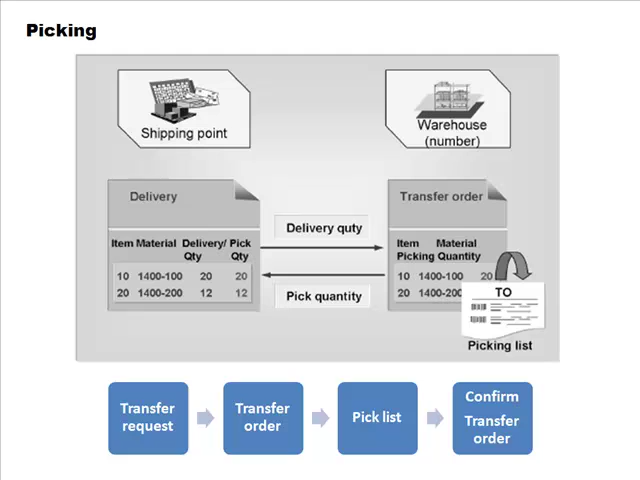 Picking
Shipping point
Warehouse
(number)
Delivery
Item Material Delivery/ Pick
Qty Qty
10 1400-100 20 20
20 1400-200 12 12
Delivery quty
Pick quantity
Transfer order
Item Material
Picking Quantity
10 1400-100 20
20 1400-200
TO
Picking list
Transfer
request
Transfer
order
Pick list
Confirm
Transfer
order